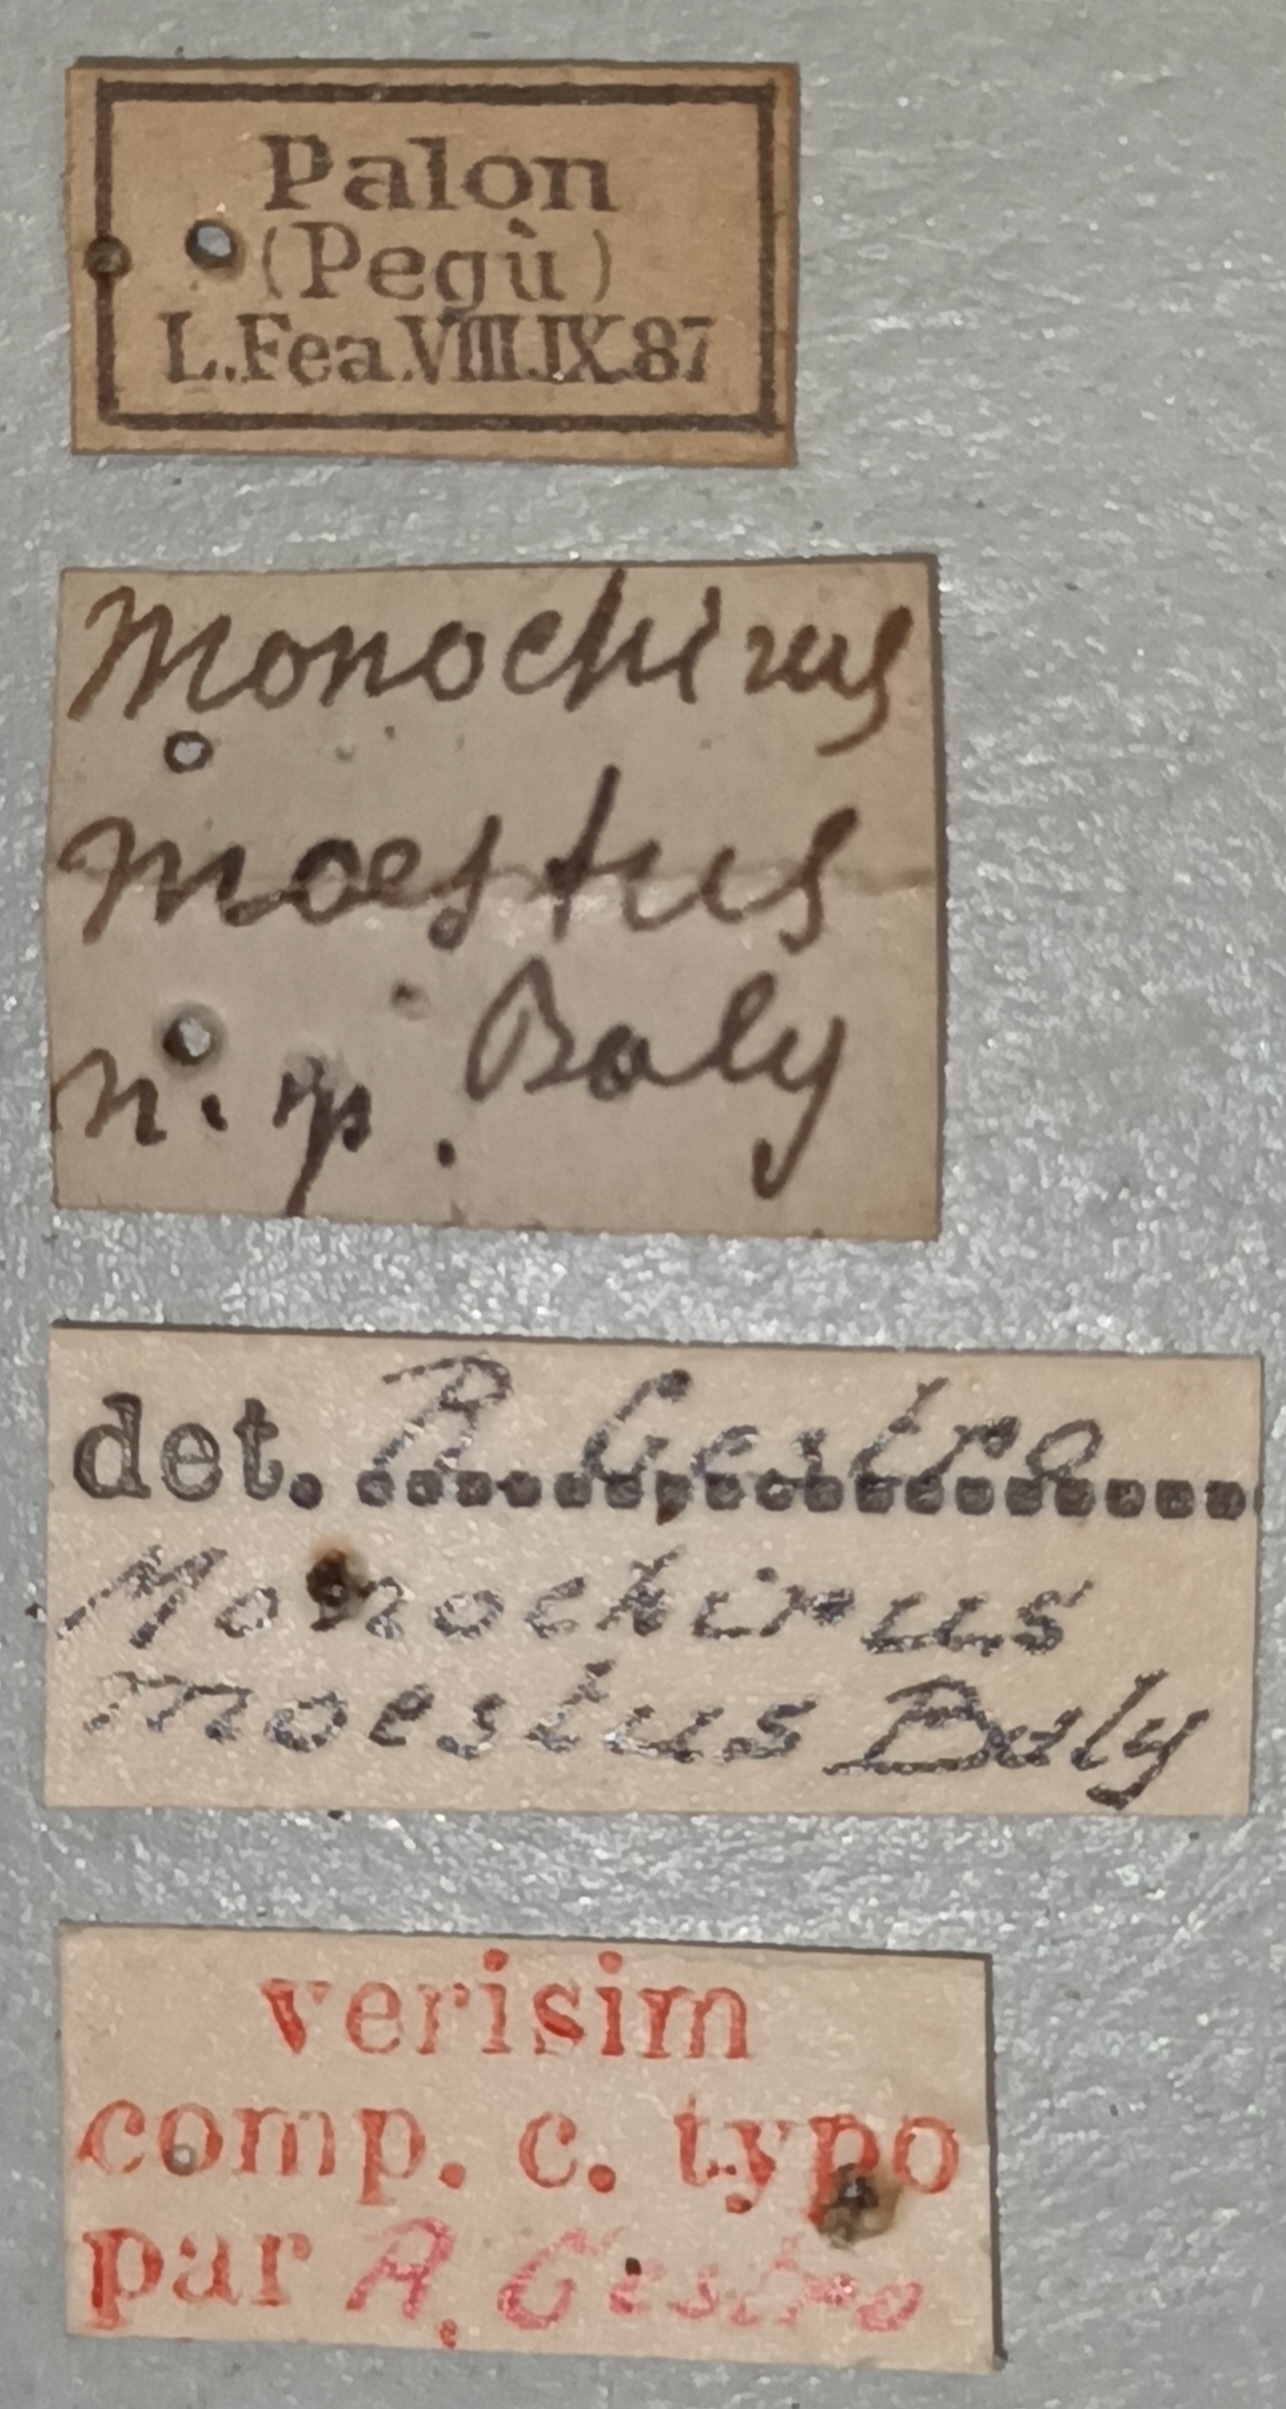 Palon
(Pegù)
L.Fea.VIII.IX.87
Monochirus
moestus
Baly
n. sp.
det. R. Gestro
Monochirus
moestus Baly
verisim
comp. c. typo
par R. Gestro